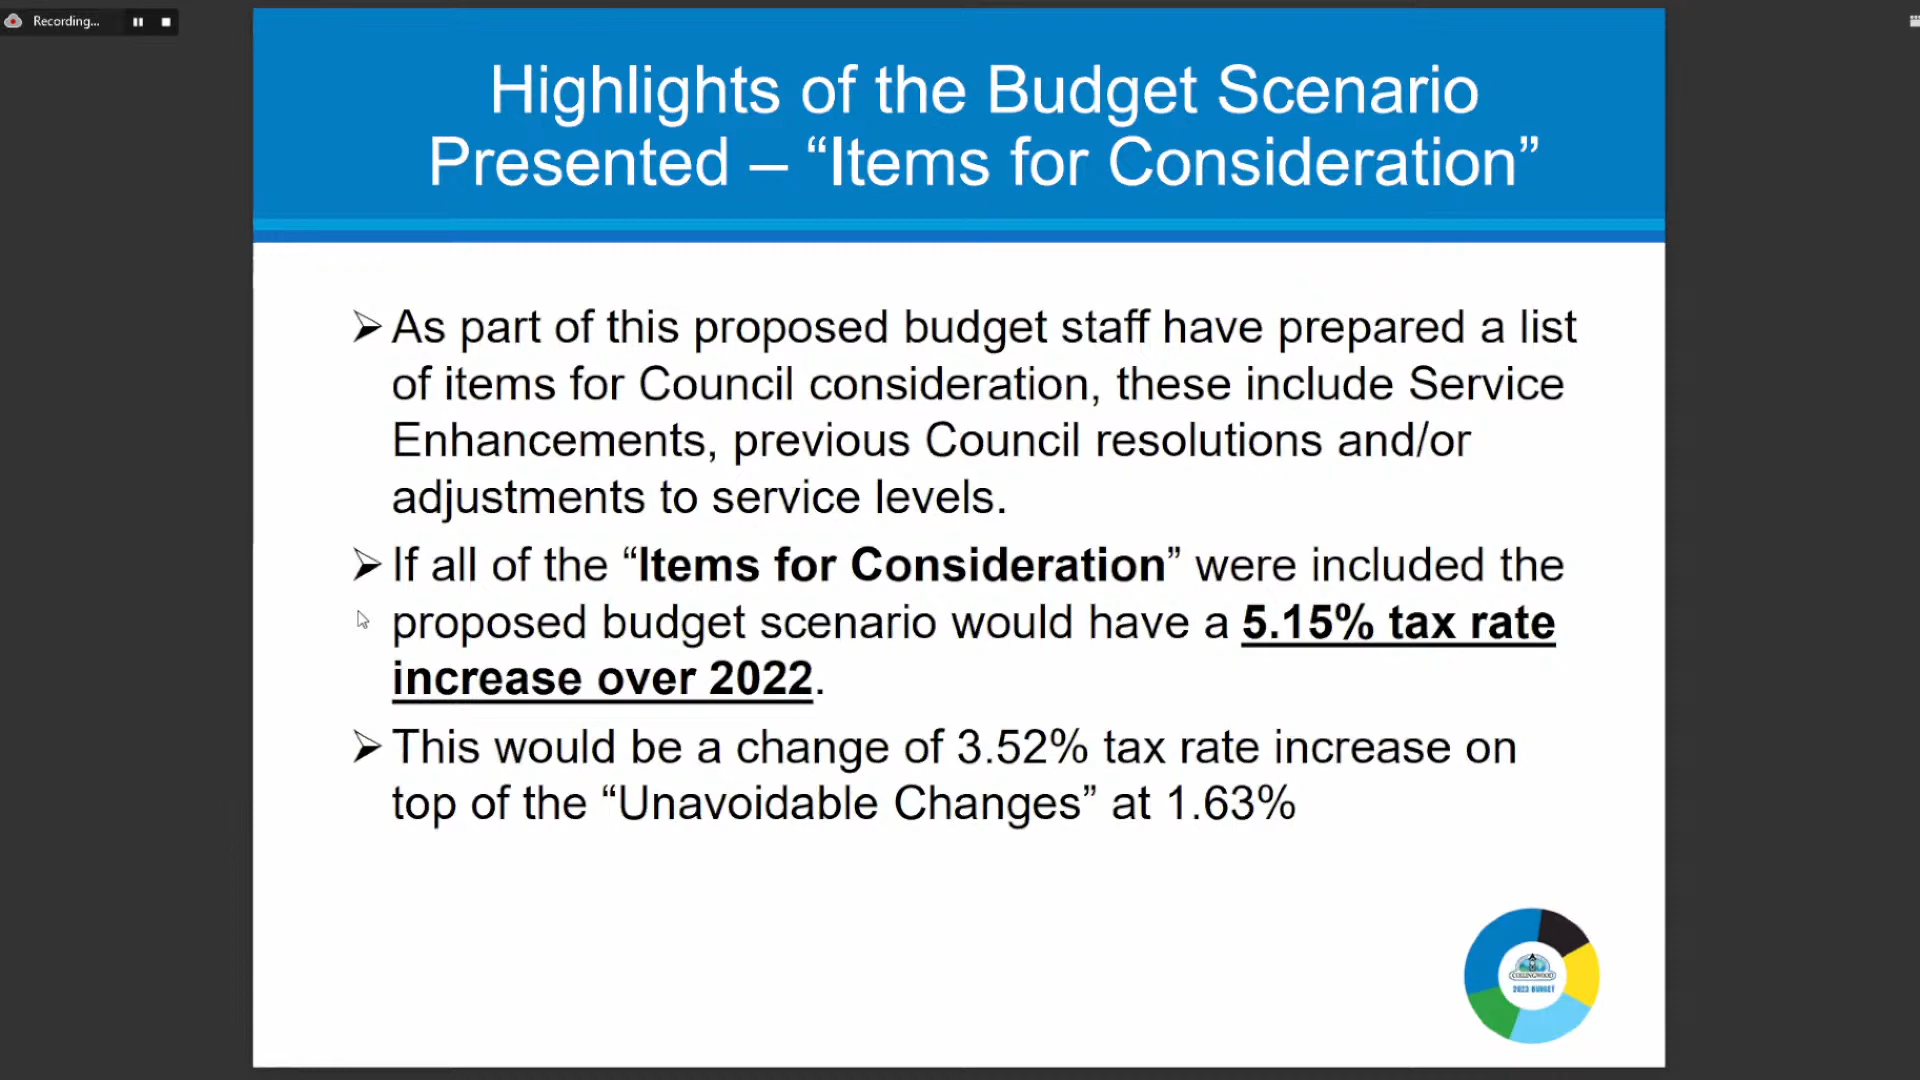 Recording...
Highlights of the Budget Scenario
Presented – “Items for Consideration”
➢ As part of this proposed budget staff have prepared a list
of items for Council consideration, these include Service
Enhancements, previous Council resolutions and/or
adjustments to service levels.
➢ If all of the “Items for Consideration” were included the
proposed budget scenario would have a 5.15% tax rate
increase over 2022.
➢ This would be a change of 3.52% tax rate increase on
top of the “Unavoidable Changes” at 1.63%
COLLINGWOOD
2023 BUDGET